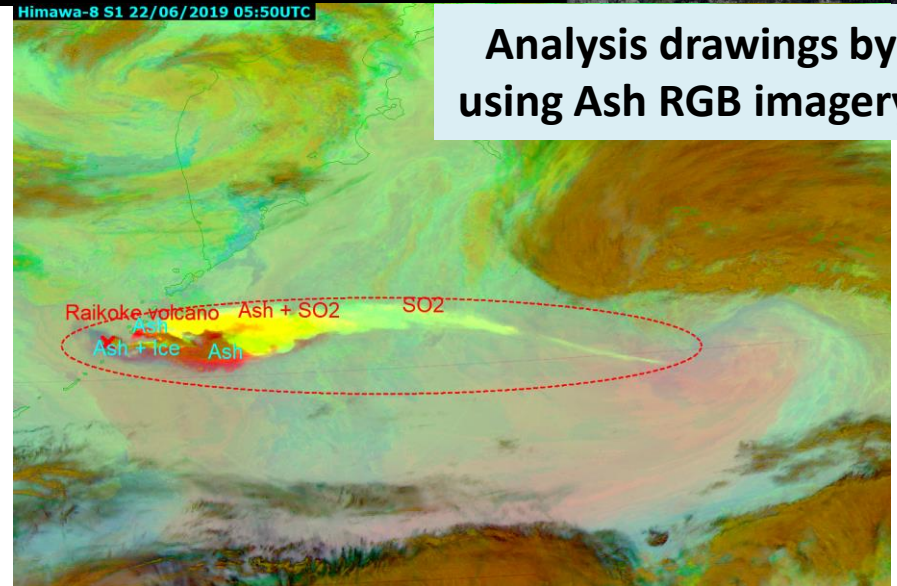 Himawa-8 S1 22/06/2019 05:50UTC
Analysis drawings by
using Ash RGB imagery
Raikoke volcano
Ash + SO2
SO2
Ash
Ash + Ice
Ash